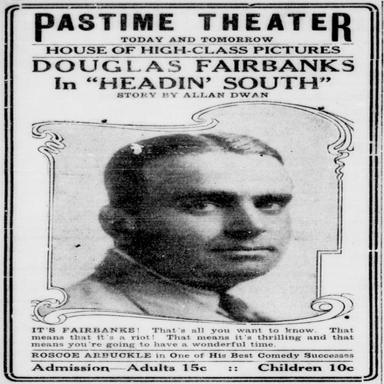 PASTIME THEATER
TODAY AND TOMORROW
HOUSE OF HIGH-CLASS PICTURES
DOUGLAS FAIRBANKS
In "HEADIN' SOUTH"
STORY BY ALLAN DWAN
IT'S FAIRBANKS! That's all you want to know. That
means that it's a riot! That means it's thrilling and that
means you're going to have a wonderful time.
ROSCOE ARBUCKLE in One of His Best Comedy Successes
Admission—Adults 15c :: Children 10c